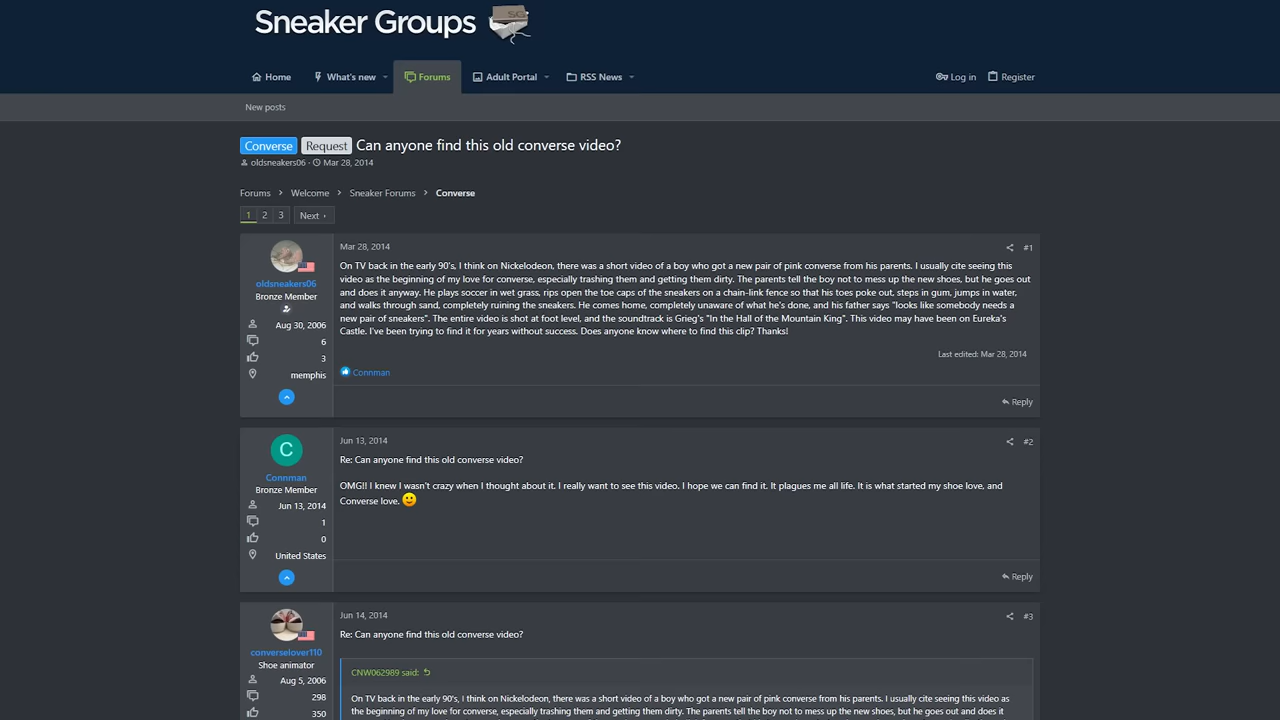 Sneaker Groups
SG
Home
What's new
Forums
Adult Portal
RSS News
Log in
Register
New posts
Converse Request Can anyone find this old converse video?
oldsneakers06 · Mar 28, 2014
Forums > Welcome > Sneaker Forums > Converse
1 2 3 Next
oldsneakers06
Bronze Member
Aug 30, 2006
6
3
memphis
Mar 28, 2014
#1
On TV back in the early 90's, I think on Nickelodeon, there was a short video of a boy who got a new pair of pink converse from his parents. I usually cite seeing this
video as the beginning of my love for converse, especially trashing them and getting them dirty. The parents tell the boy not to mess up the new shoes, but he goes out
and does it anyway. He plays soccer in wet grass, rips open the toe caps of the sneakers on a chain-link fence so that his toes poke out, steps in gum, jumps in water,
and walks through sand, completely ruining the sneakers. He comes home, completely unaware of what he's done, and his father says "looks like somebody needs a
new pair of sneakers". The entire video is shot at foot level, and the soundtrack is Grieg's "In the Hall of the Mountain King". This video may have been on Eureka's
Castle. I've been trying to find it for years without success. Does anyone know where to find this clip? Thanks!
Last edited: Mar 28, 2014
Connman
Reply
C
Connman
Bronze Member
Jun 13, 2014
1
0
United States
Jun 13, 2014
#2
Re: Can anyone find this old converse video?
OMG!! I knew I wasn't crazy when I thought about it. I really want to see this video. I hope we can find it. It plagues me all life. It is what started my shoe love, and
Converse love.
Reply
converselover110
Shoe animator
Aug 5, 2006
298
350
Jun 14, 2014
#3
Re: Can anyone find this old converse video?
CNW062989 said:
On TV back in the early 90's, I think on Nickelodeon, there was a short video of a boy who got a new pair of pink converse from his parents. I usually cite seeing this video as
the beginning of my love for converse, especially trashing them and getting them dirty. The parents tell the boy not to mess up the new shoes, but he goes out and does it